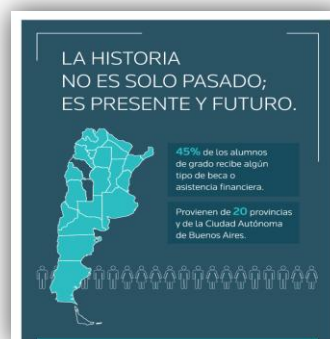 LA HISTORIA
NO ES SOLO PASADO;
ES PRESENTE Y FUTURO.
45% de los alumnos
de grado recibe algún
tipo de beca o
asistencia financiera.
Provienen de 20 provincias
y de la Ciudad Autónoma
de Buenos Aires.